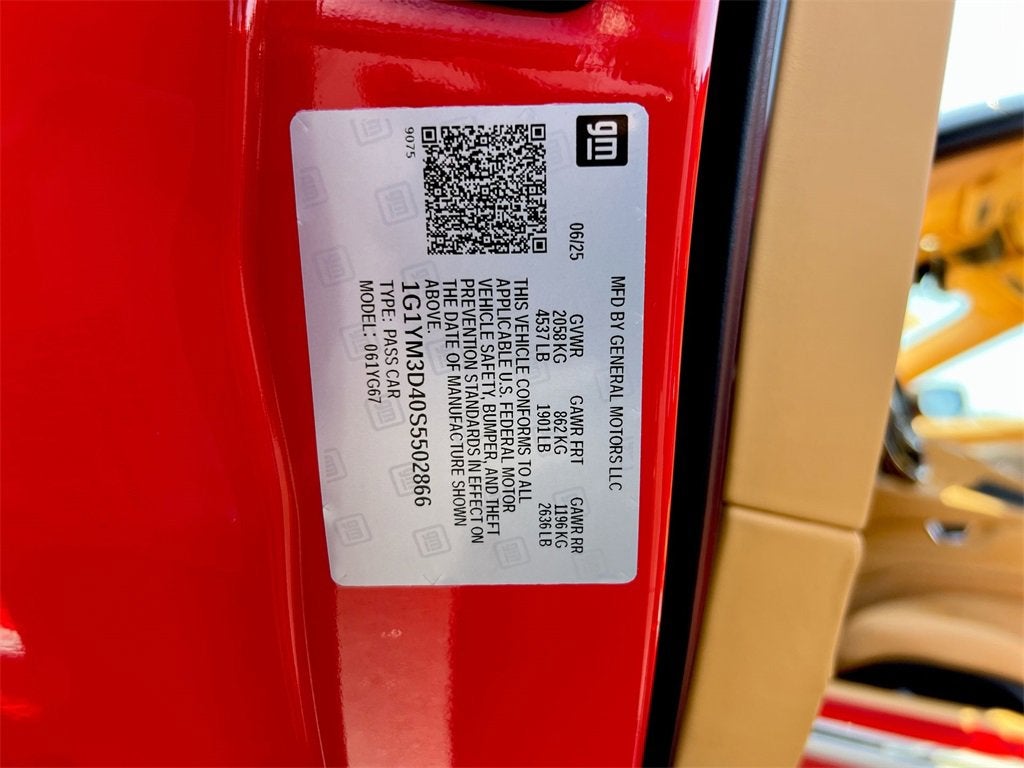 gm
MFD BY GENERAL MOTORS LLC
06/25
GVWR GAWR FRT GAWR RR
2058 KG 862 KG 1196 KG
4537 LB 1901 LB 2636 LB
THIS VEHICLE CONFORMS TO ALL
APPLICABLE U.S. FEDERAL MOTOR
VEHICLE SAFETY, BUMPER, AND THEFT
PREVENTION STANDARDS IN EFFECT ON
THE DATE OF MANUFACTURE SHOWN
ABOVE.
1G1YM3D40S5502866
TYPE: PASS CAR
MODEL: 061YG67
9075